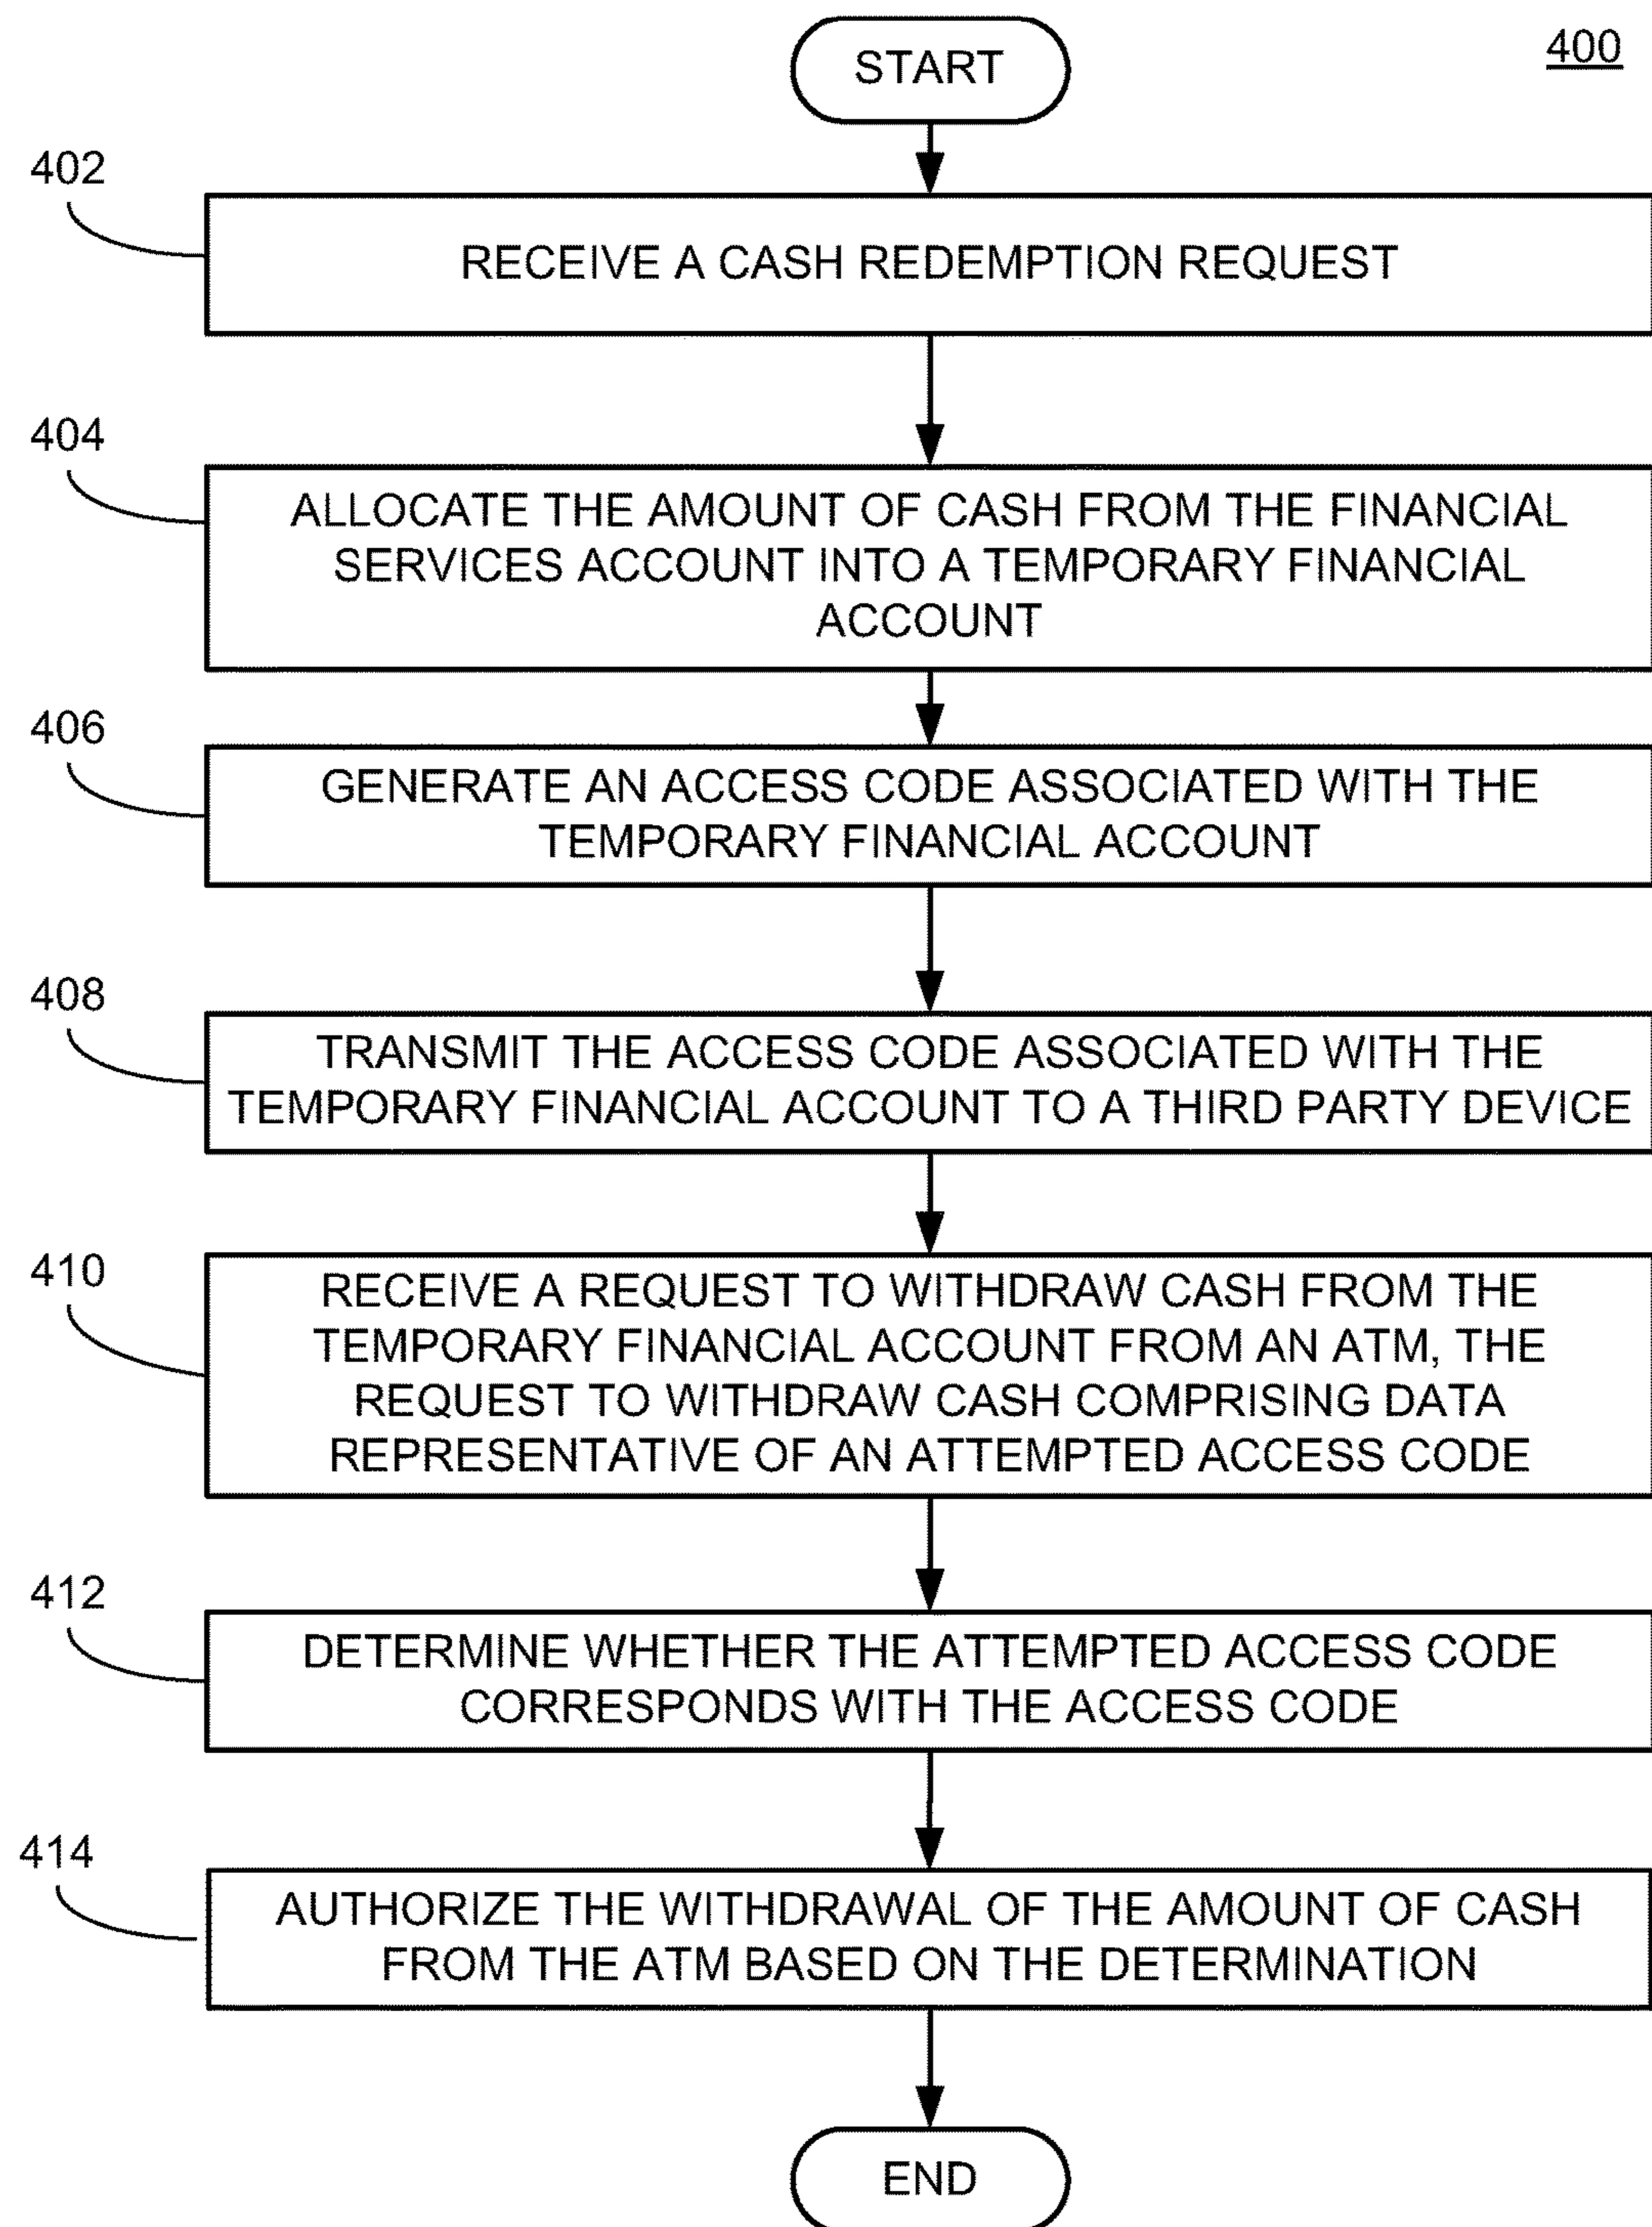 START
400
402
RECEIVE A CASH REDEMPTION REQUEST
404
ALLOCATE THE AMOUNT OF CASH FROM THE FINANCIAL
SERVICES ACCOUNT INTO A TEMPORARY FINANCIAL
ACCOUNT
406
GENERATE AN ACCESS CODE ASSOCIATED WITH THE
TEMPORARY FINANCIAL ACCOUNT
408
TRANSMIT THE ACCESS CODE ASSOCIATED WITH THE
TEMPORARY FINANCIAL ACCOUNT TO A THIRD PARTY DEVICE
410
RECEIVE A REQUEST TO WITHDRAW CASH FROM THE
TEMPORARY FINANCIAL ACCOUNT FROM AN ATM, THE
REQUEST TO WITHDRAW CASH COMPRISING DATA
REPRESENTATIVE OF AN ATTEMPTED ACCESS CODE
412
DETERMINE WHETHER THE ATTEMPTED ACCESS CODE
CORRESPONDS WITH THE ACCESS CODE
414
AUTHORIZE THE WITHDRAWAL OF THE AMOUNT OF CASH
FROM THE ATM BASED ON THE DETERMINATION
END